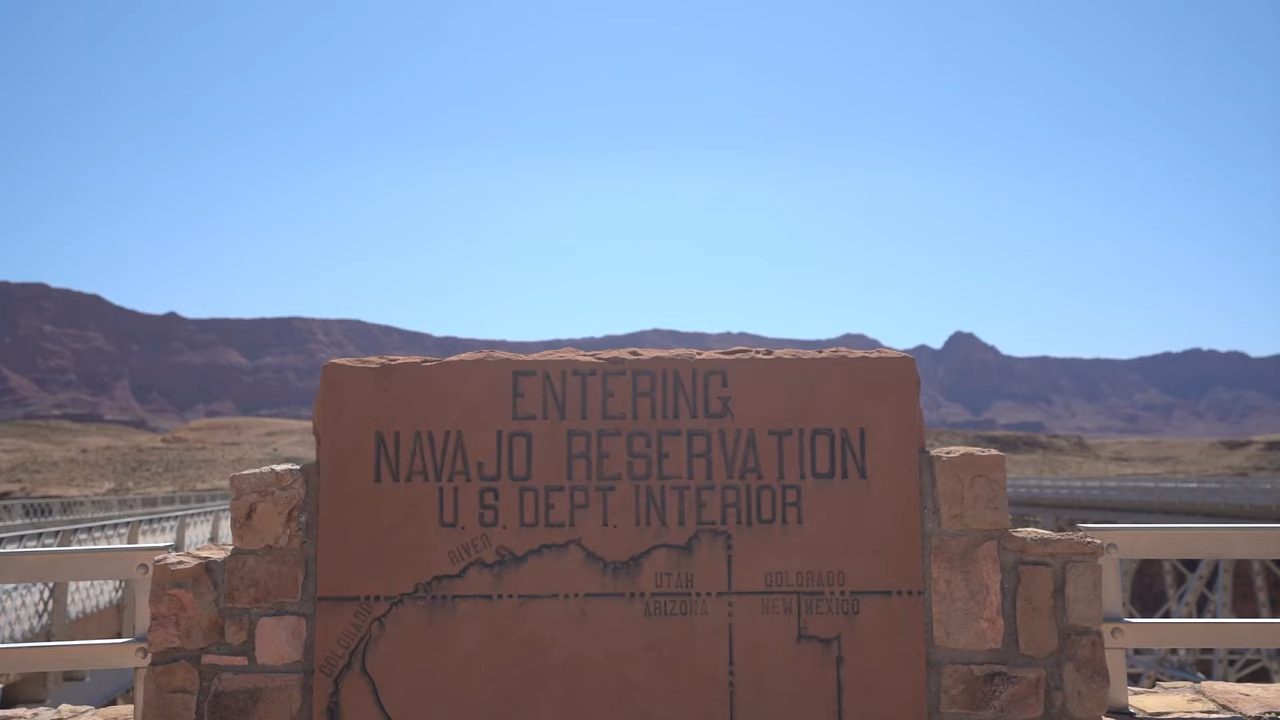 ENTERING
NAVAJO RESERVATION
U.S. DEPT. INTERIOR
RIVER
COLORADO
UTAH
COLORADO
ARIZONA
NEW MEXICO